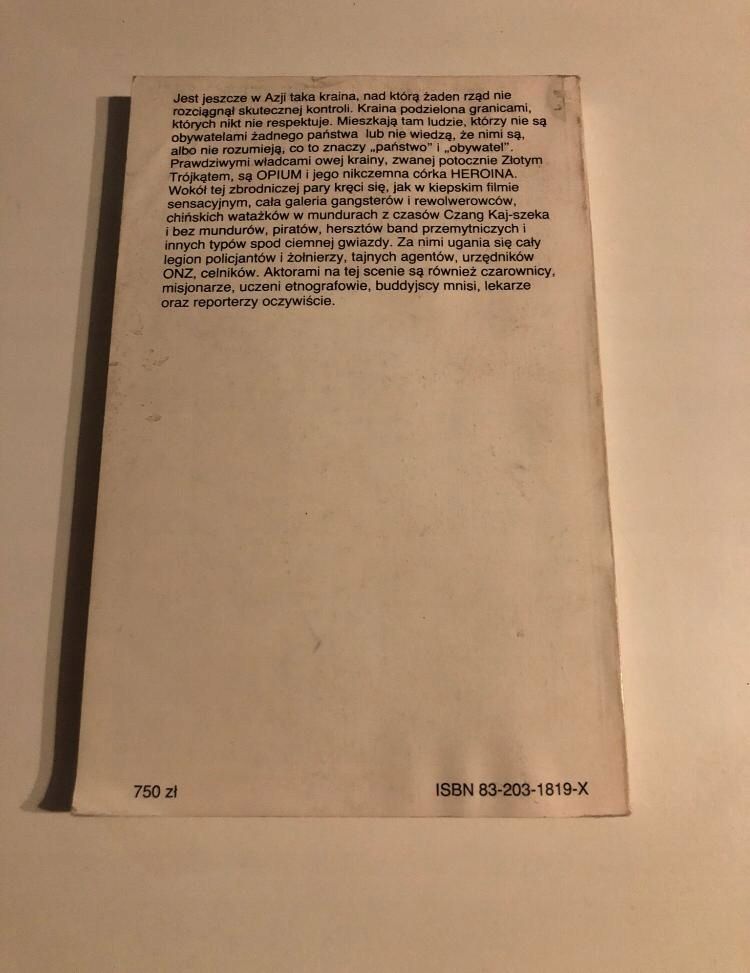 Jest jeszcze w Azji taka kraina, nad którą żaden rząd nie
rozciągnął skutecznej kontroli. Kraina podzielona granicami,
których nikt nie respektuje. Mieszkają tam ludzie, którzy nie są
obywatelami żadnego państwa lub nie wiedzą, że nimi są,
albo nie rozumieją, co to znaczy „państwo” i „obywatel”.
Prawdziwymi władcami owej krainy, zwanej potocznie Złotym
Trójkątem, są OPIUM i jego nikczemna córka HEROINA.
Wokół tej zbrodniczej pary kręci się, jak w kiepskim filmie
sensacyjnym, cała galeria gangsterów i rewolwerowców,
chińskich watażków w mundurach z czasów Czang Kaj-szeka
i bez mundurów, piratów, hersztów band przemytniczych i
innych typów spod ciemnej gwiazdy. Za nimi ugania się cały
legion policjantów i żołnierzy, tajnych agentów, urzędników
ONZ, celników. Aktorami na tej scenie są również czarownicy,
misjonarze, uczeni etnografowie, buddyjscy mnisi, lekarze
oraz reporterzy oczywiście.
750 zł
ISBN 83-203-1819-X